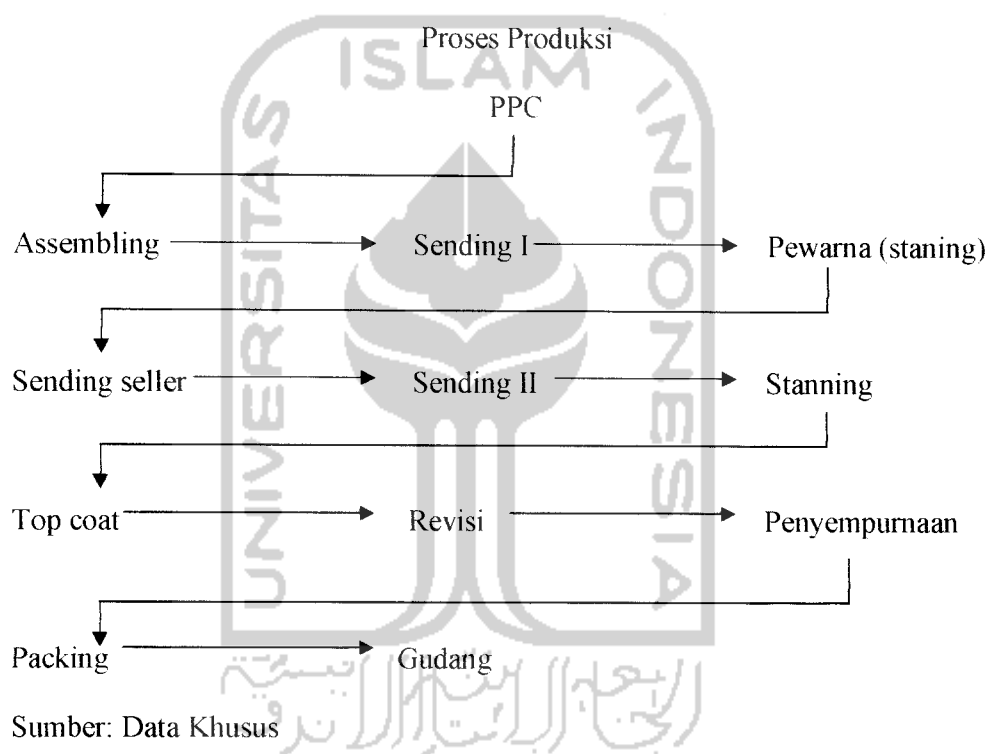 Proses Produksi
PPC
Assembling Sending I Pewarna (staning)
Sending seller Sending II Stanning
Top coat Revisi Penyempurnaan
Packing Gudang
Sumber: Data Khusus
UNIVERSITAS
ISLAM
INDONESIA